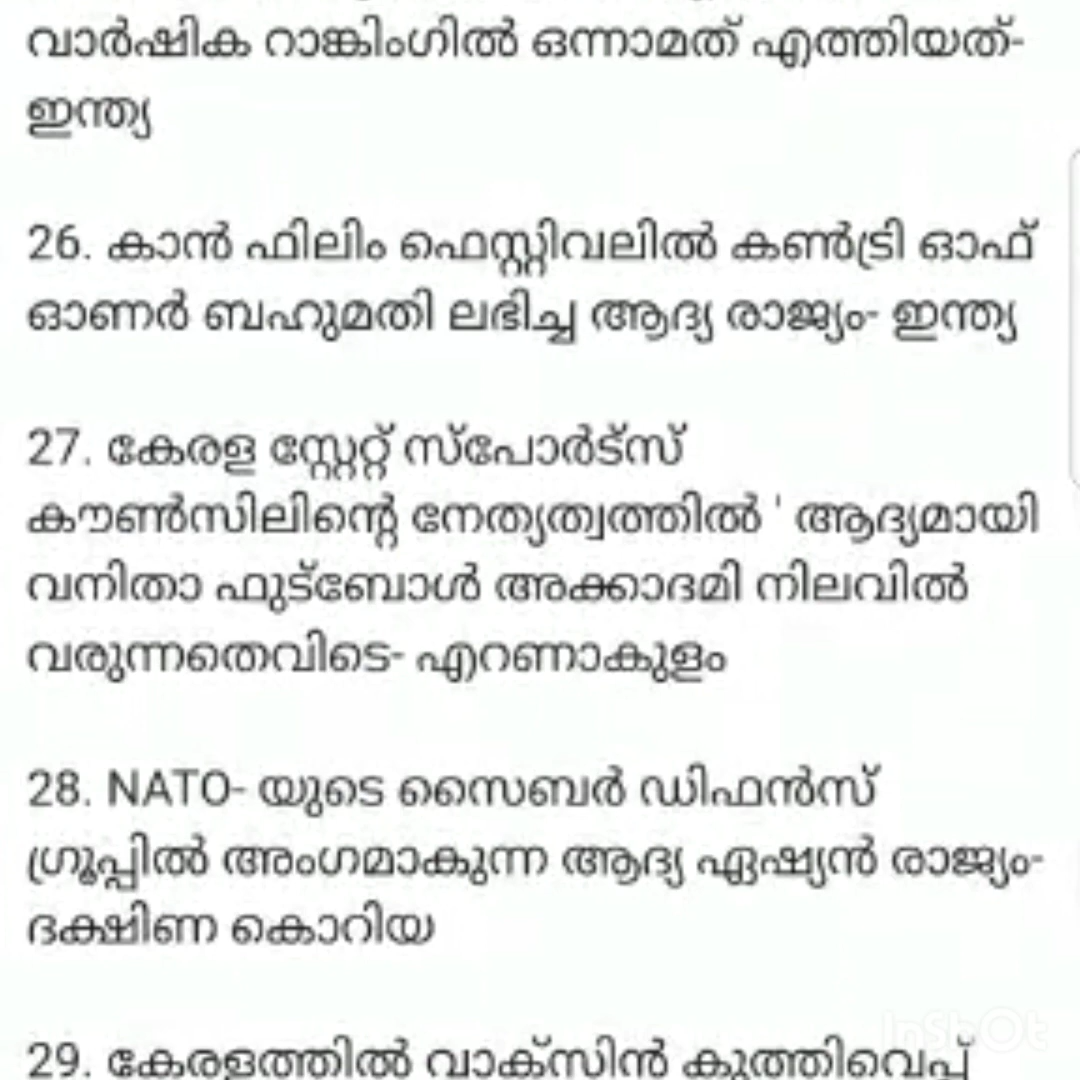 വാർഷിക റാങ്കിംഗിൽ ഒന്നാമത് എത്തിയത്-
ഇന്ത്യ
26. കാൻ ഫിലിം ഫെസ്റ്റിവലിൽ കൺട്രി ഓഫ്
ഓണർ ബഹുമതി ലഭിച്ച ആദ്യ രാജ്യം- ഇന്ത്യ
27. കേരള സ്റ്റേറ്റ് സ്പോർട്സ്
കൗൺസിലിന്റെ നേത്യത്വത്തിൽ ' ആദ്യമായി
വനിതാ ഫുട്ബോൾ അക്കാദമി നിലവിൽ
വരുന്നതെവിടെ- എറണാകുളം
28. NATO- യുടെ സൈബർ ഡിഫൻസ്
ഗ്രൂപ്പിൽ അംഗമാകുന്ന ആദ്യ ഏഷ്യൻ രാജ്യം-
ദക്ഷിണ കൊറിയ
29. കേരളത്തിൽ വാക്സിൻ കുത്തിവെപ്പ്
InShOt